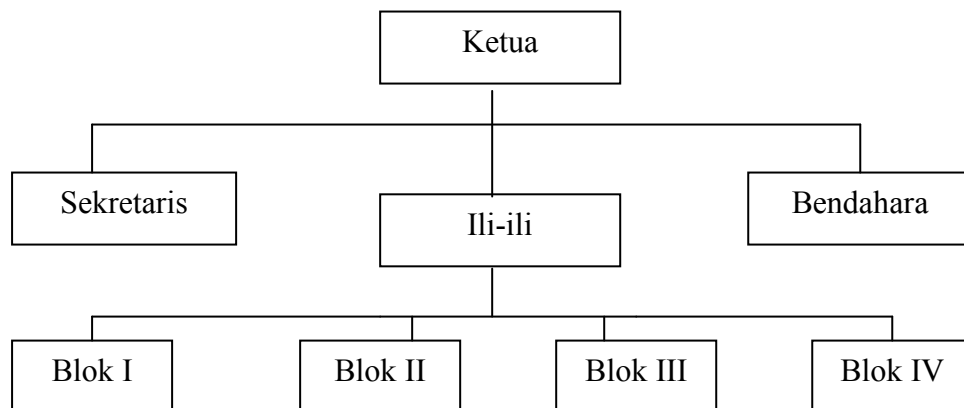 Ketua
Sekretaris
Ili-ili
Bendahara
Blok I
Blok II
Blok III
Blok IV